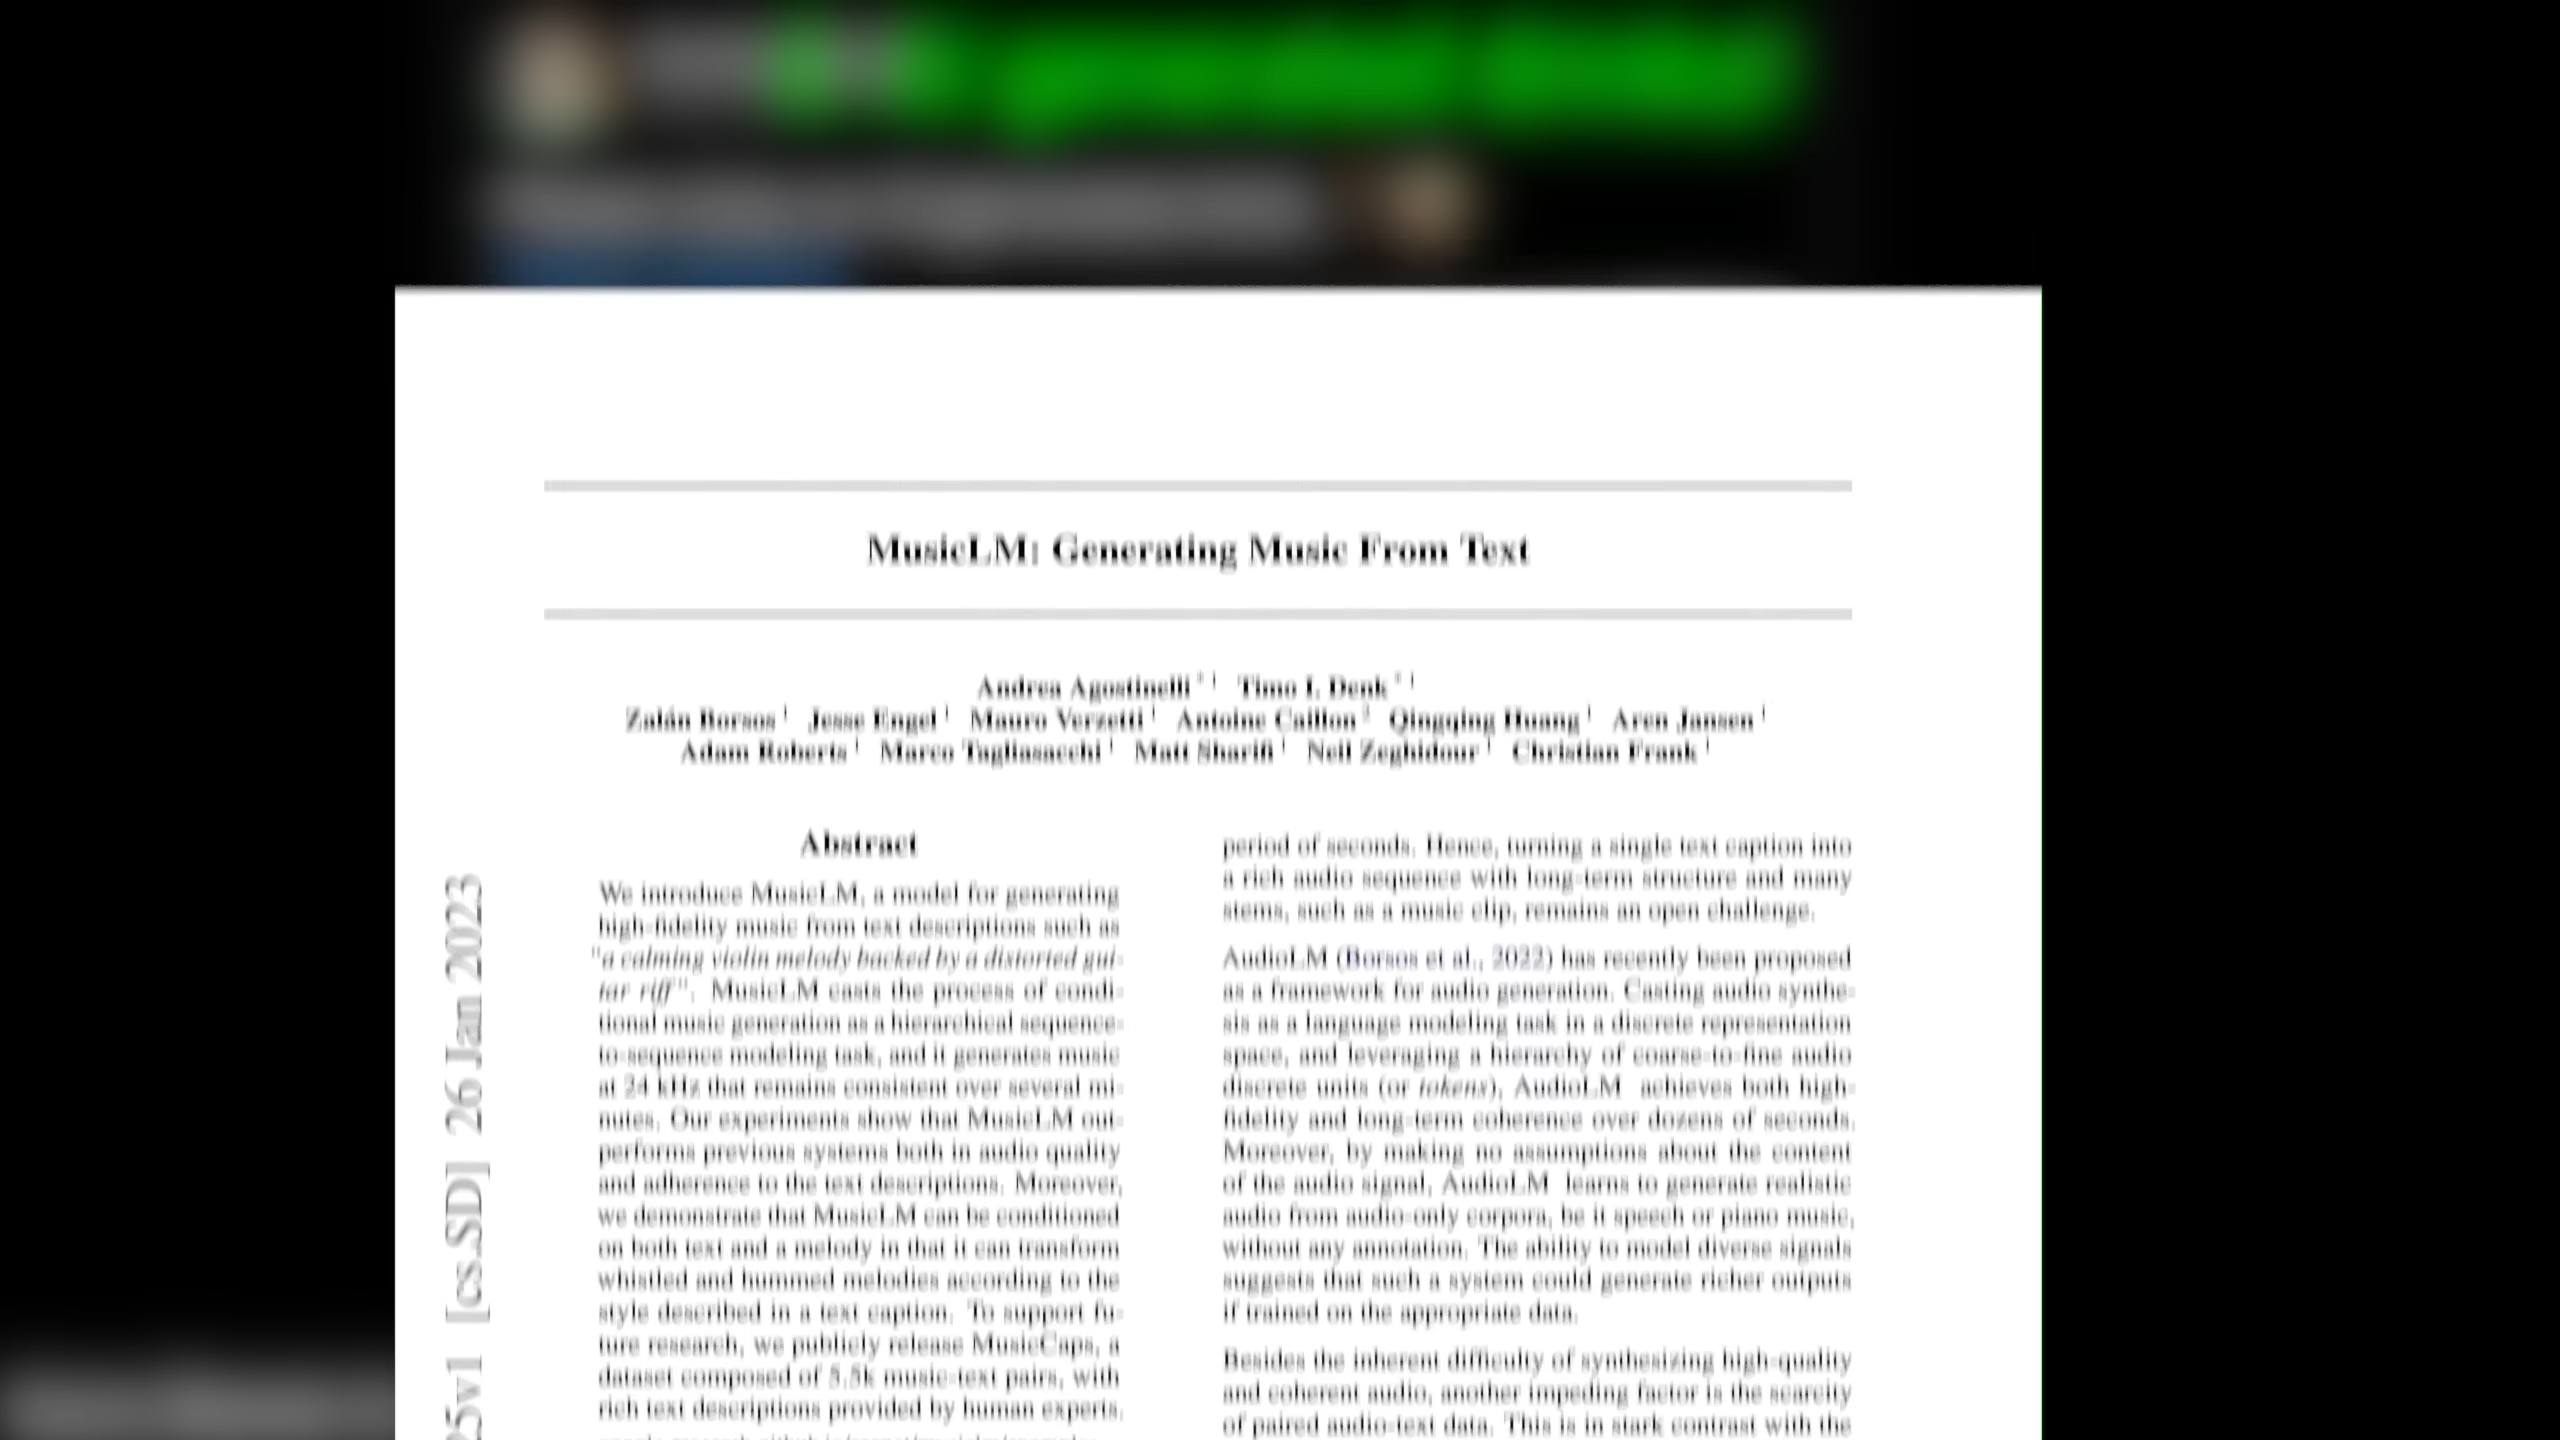 MusicLM: Generating Music From Text
Andrea Agostinelli Timo I. Denk
Zalán Borsos Jesse Engel Mauro Verzetti Antoine Caillon Qingqing Huang Aren Jansen
Adam Roberts Marco Tagliasacchi Matt Sharifi Neil Zeghidour Christian Frank
Abstract
We introduce MusicLM, a model for generating
high-fidelity music from text descriptions such as
"a calming violin melody backed by a distorted gui-
tar riff". MusicLM casts the process of condi-
tional music generation as a hierarchical sequence-
to-sequence modeling task, and it generates music
at 24 kHz that remains consistent over several mi-
nutes. Our experiments show that MusicLM out-
performs previous systems both in audio quality
and adherence to the text descriptions. Moreover,
we demonstrate that MusicLM can be conditioned
on both text and a melody in that it can transform
whistled and hummed melodies according to the
style described in a text caption. To support fu-
ture research, we publicly release MusicCaps, a
dataset composed of 5.5k music-text pairs, with
rich text descriptions provided by human experts.
period of seconds. Hence, turning a single text caption into
a rich audio sequence with long-term structure and many
stems, such as a music clip, remains an open challenge.
AudioLM (Borsos et al., 2022) has recently been proposed
as a framework for audio generation. Casting audio synthe-
sis as a language modeling task in a discrete representation
space, and leveraging a hierarchy of coarse-to-fine audio
discrete units (or tokens), AudioLM achieves both high-
fidelity and long-term coherence over dozens of seconds.
Moreover, by making no assumptions about the content
of the audio signal, AudioLM learns to generate realistic
audio from audio-only corpora, be it speech or piano music,
without any annotation. The ability to model diverse signals
suggests that such a system could generate richer outputs
if trained on the appropriate data.
Besides the inherent difficulty of synthesizing high-quality
and coherent audio, another impeding factor is the scarcity
of paired audio-text data. This is in stark contrast with the
25v1 [cs.SD] 26 Jan 2023